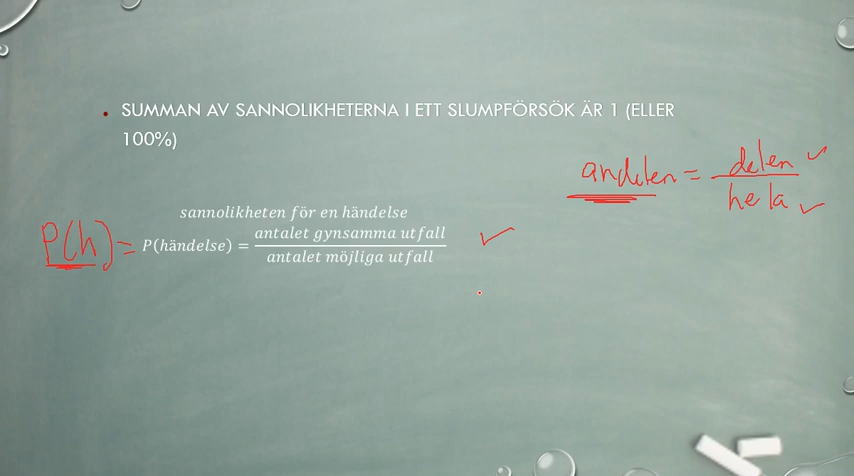 • SUMMAN AV SANNOLIKHETERNA I ETT SLUMPFÖRSÖK ÄR 1 (ELLER
100%)
andelen = delen
hela
sannolikheten för en händelse
P(h) = P(händelse) = antalet gynsamma utfall
antalet möjliga utfall